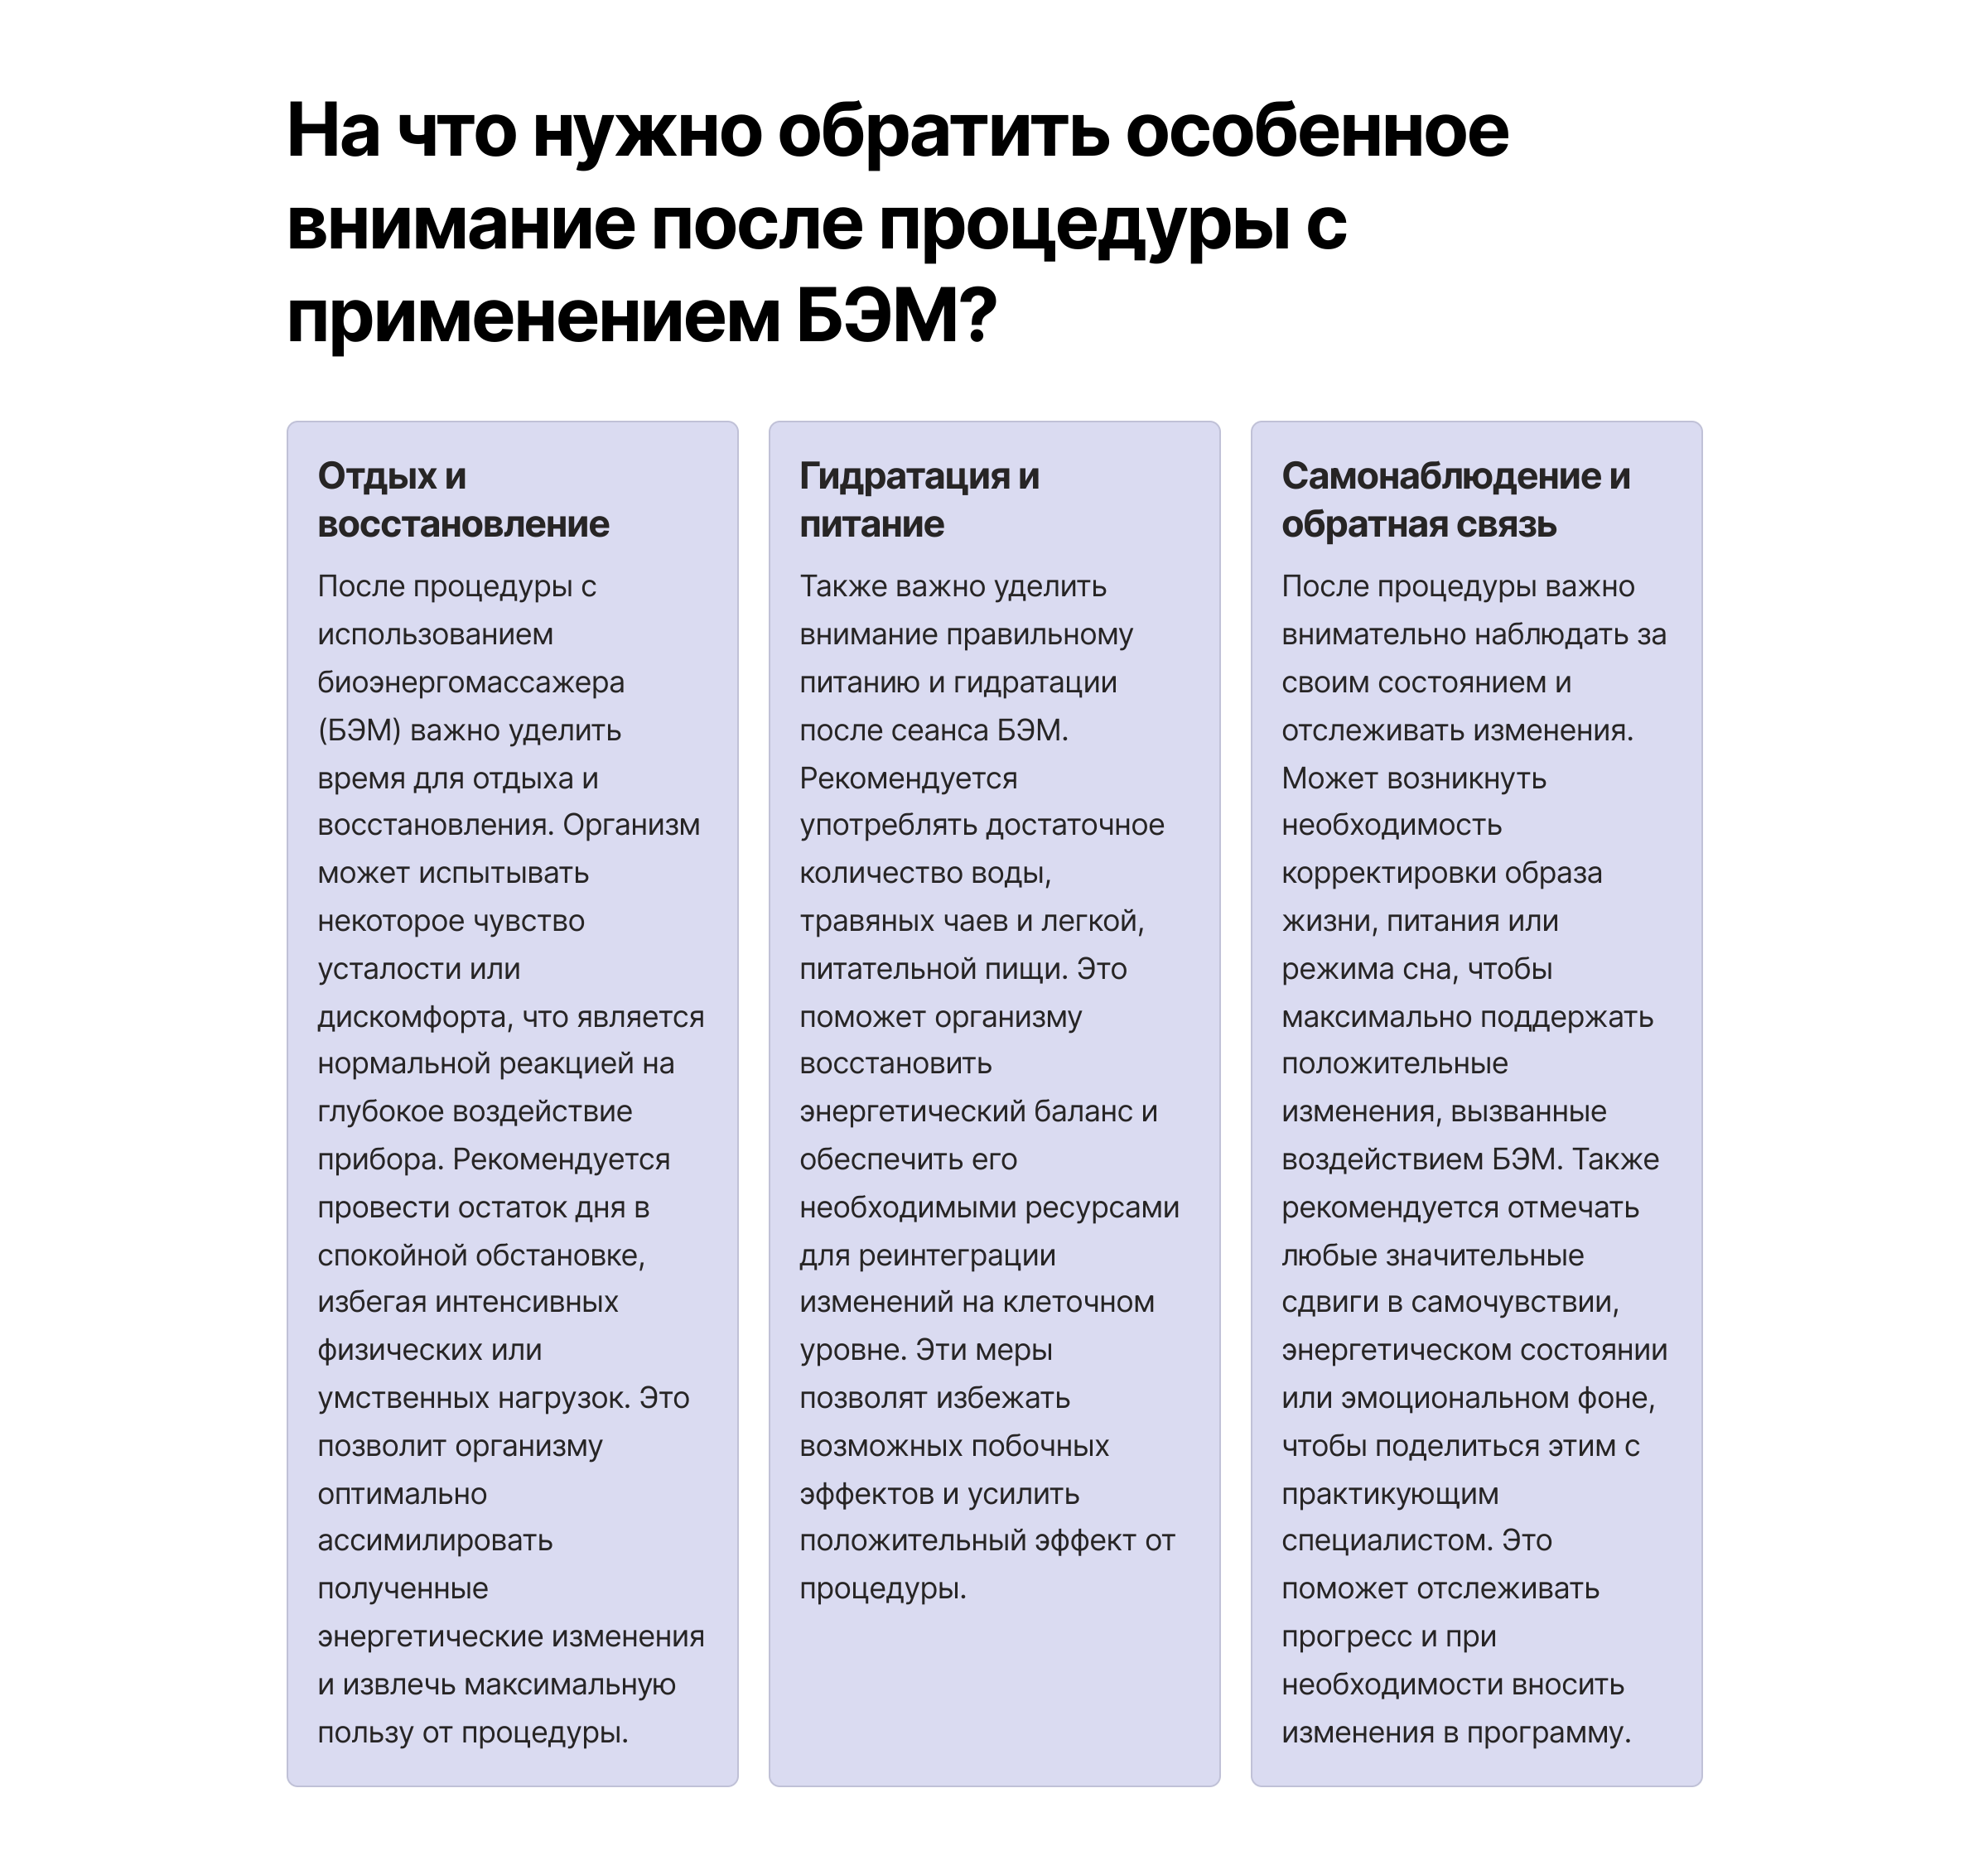 На что нужно обратить особенное
внимание после процедуры с
применением БЭМ?
Отдых и
восстановление
После процедуры с
использованием
биоэнергомассажера
(БЭМ) важно уделить
время для отдыха и
восстановления. Организм
может испытывать
некоторое чувство
усталости или
дискомфорта, что является
нормальной реакцией на
глубокое воздействие
прибора. Рекомендуется
провести остаток дня в
спокойной обстановке,
избегая интенсивных
физических или
умственных нагрузок. Это
позволит организму
оптимально
ассимилировать
полученные
энергетические изменения
и извлечь максимальную
пользу от процедуры.
Гидратация и
питание
Также важно уделить
внимание правильному
питанию и гидратации
после сеанса БЭМ.
Рекомендуется
употреблять достаточное
количество воды,
травяных чаев и легкой,
питательной пищи. Это
поможет организму
восстановить
энергетический баланс и
обеспечить его
необходимыми ресурсами
для реинтеграции
изменений на клеточном
уровне. Эти меры
позволят избежать
возможных побочных
эффектов и усилить
положительный эффект от
процедуры.
Самонаблюдение и
обратная связь
После процедуры важно
внимательно наблюдать за
своим состоянием и
отслеживать изменения.
Может возникнуть
необходимость
корректировки образа
жизни, питания или
режима сна, чтобы
максимально поддержать
положительные
изменения, вызванные
воздействием БЭМ. Также
рекомендуется отмечать
любые значительные
сдвиги в самочувствии,
энергетическом состоянии
или эмоциональном фоне,
чтобы поделиться этим с
практикующим
специалистом. Это
поможет отслеживать
прогресс и при
необходимости вносить
изменения в программу.